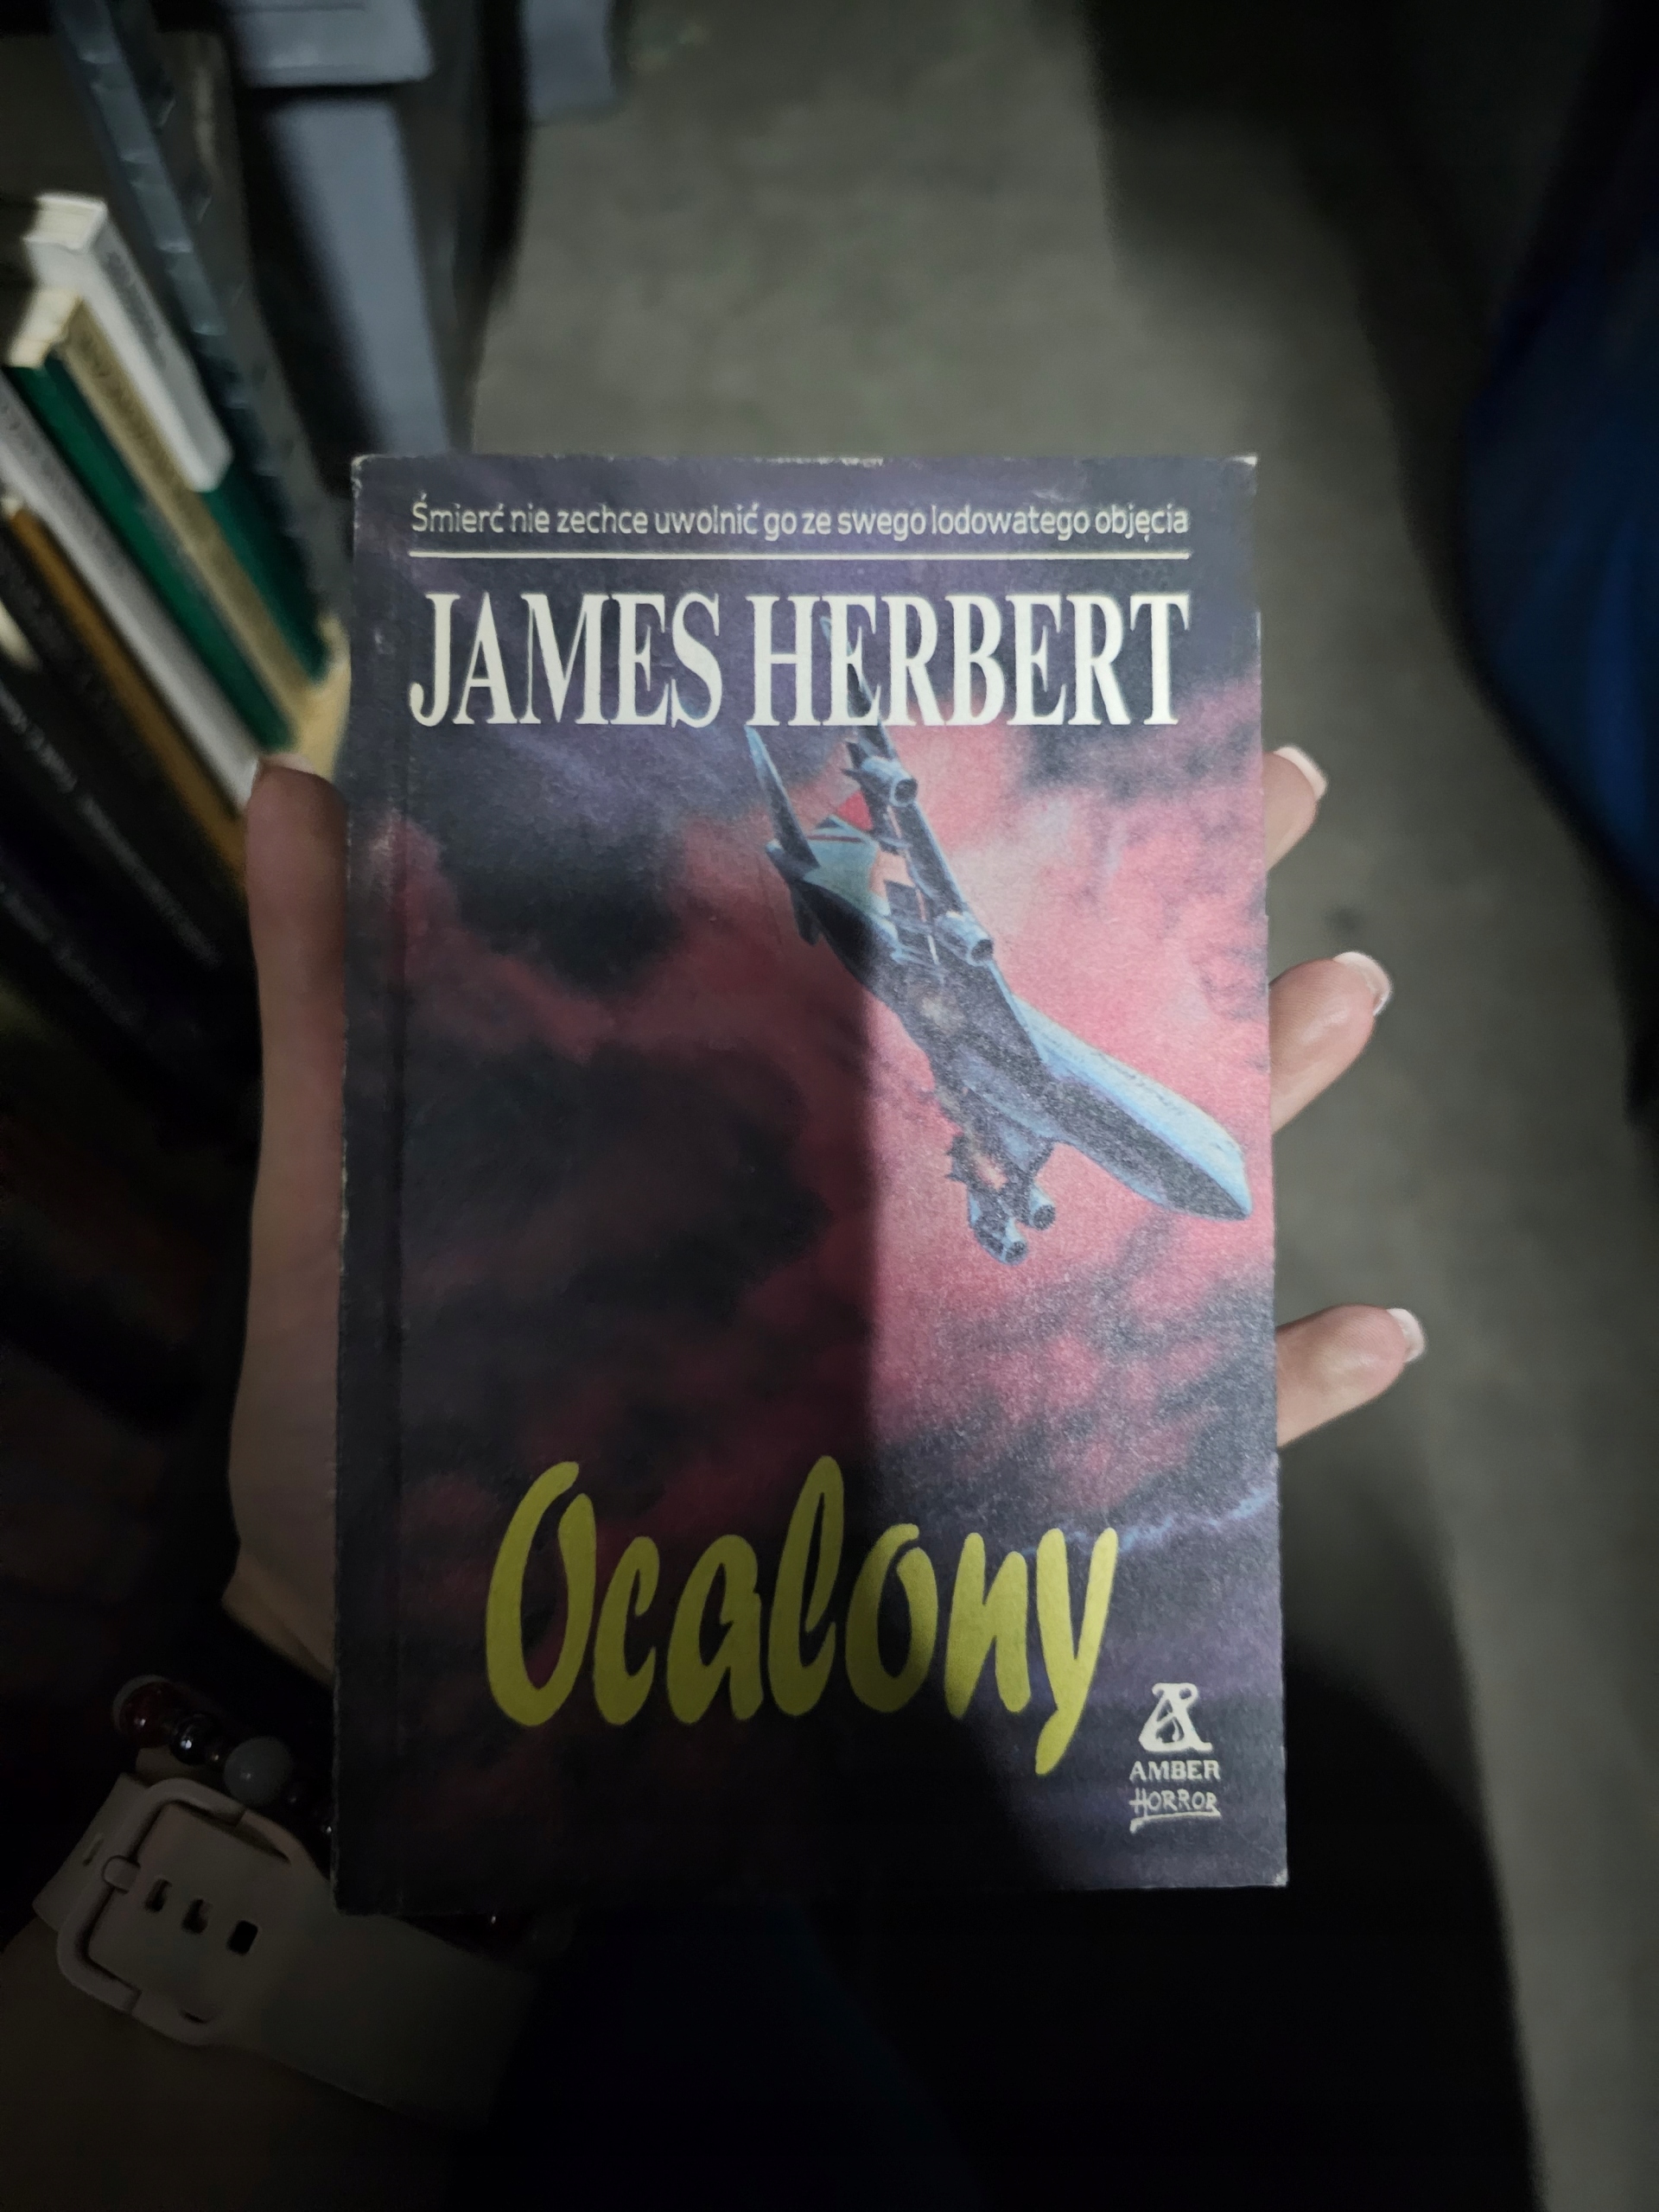 Śmierć nie zechce uwolnić go ze swego lodowatego objęcia
JAMES HERBERT
Ocalony
A
AMBER
HORROR